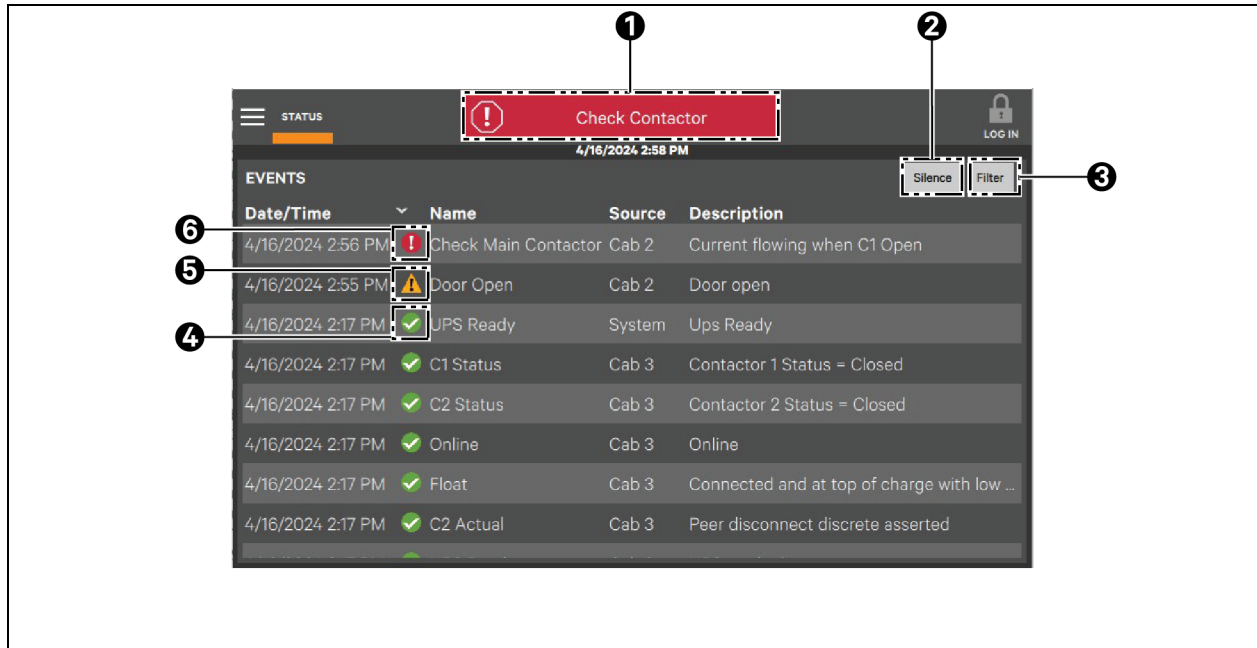 1 2
Check Contactor
STATUS
LOG IN
4/16/2024 2:58 PM
EVENTS Silence Filter 3
Date/Time Name Source Description
6 4/16/2024 2:56 PM Check Main Contactor Cab 2 Current flowing when C1 Open
5 4/16/2024 2:55 PM Door Open Cab 2 Door open
4 4/16/2024 2:17 PM UPS Ready System Ups Ready
4/16/2024 2:17 PM C1 Status Cab 3 Contactor 1 Status = Closed
4/16/2024 2:17 PM C2 Status Cab 3 Contactor 2 Status = Closed
4/16/2024 2:17 PM Online Cab 3 Online
4/16/2024 2:17 PM Float Cab 3 Connected and at top of charge with low ...
4/16/2024 2:17 PM C2 Actual Cab 3 Peer disconnect discrete asserted